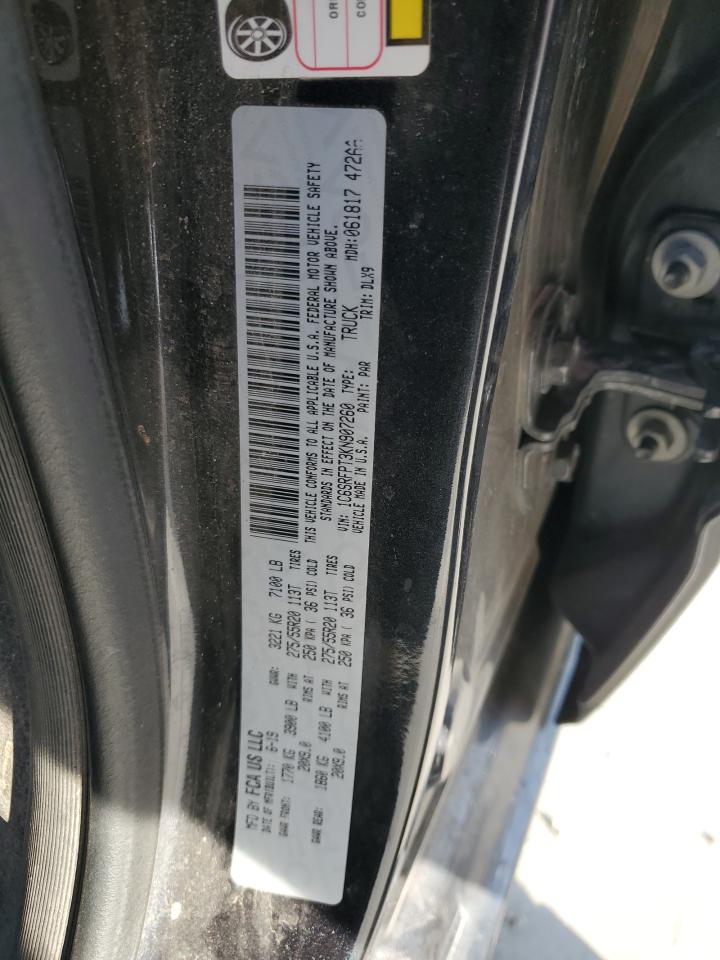 OR
CO
MFD BY FCA US LLC
DATE OF MFR(BUILT): 6-19 GVWR: 3221 KG 7100 LB
GAWR FRONT: 1770 KG 3900 LB WITH 275/55R20 113T TIRES
20X9.0 RIMS AT 250 KPA ( 36 PSI) COLD
GAWR REAR: 1860 KG 4100 LB WITH 275/55R20 113T TIRES
20X9.0 RIMS AT 250 KPA ( 36 PSI) COLD
THIS VEHICLE CONFORMS TO ALL APPLICABLE U.S.A. FEDERAL MOTOR VEHICLE SAFETY
STANDARDS IN EFFECT ON THE DATE OF MANUFACTURE SHOWN ABOVE.
VIN: 1C6SRFPT3KN907260 TYPE: TRUCK MDH:061817 472AA
VEHICLE MADE IN U.S.A. PAINT: PAR TRIM: DLX9